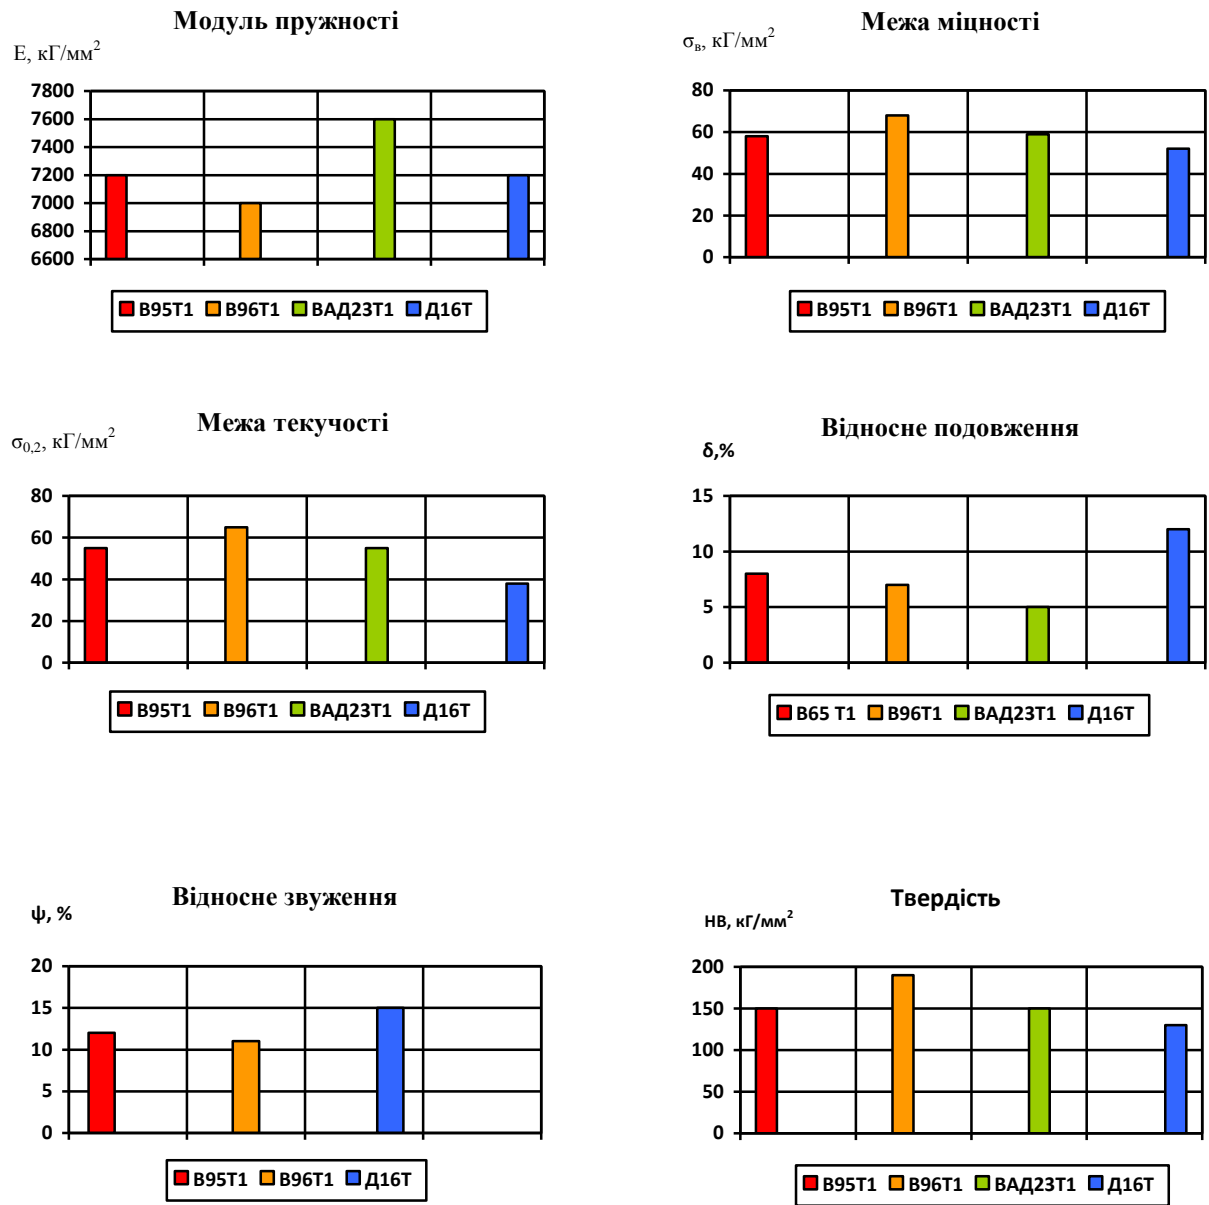 Модуль пружності
E, кГ/мм²
7800
7600
7400
7200
7000
6800
6600
В95Т1 В96Т1 ВАД23Т1 Д16Т
Межа міцності
σв, кГ/мм²
80
60
40
20
0
В95Т1 В96Т1 ВАД23Т1 Д16Т
Межа текучості
σ0,2, кГ/мм²
80
60
40
20
0
В95Т1 В96Т1 ВАД23Т1 Д16Т
Відносне подовження
δ,%
15
10
5
0
В65 Т1 В96Т1 ВАД23Т1 Д16Т
Відносне звуження
ψ, %
20
15
10
5
0
В95Т1 В96Т1 Д16Т
Твердість
НВ, кГ/мм²
200
150
100
50
0
В95Т1 В96Т1 ВАД23Т1 Д16Т